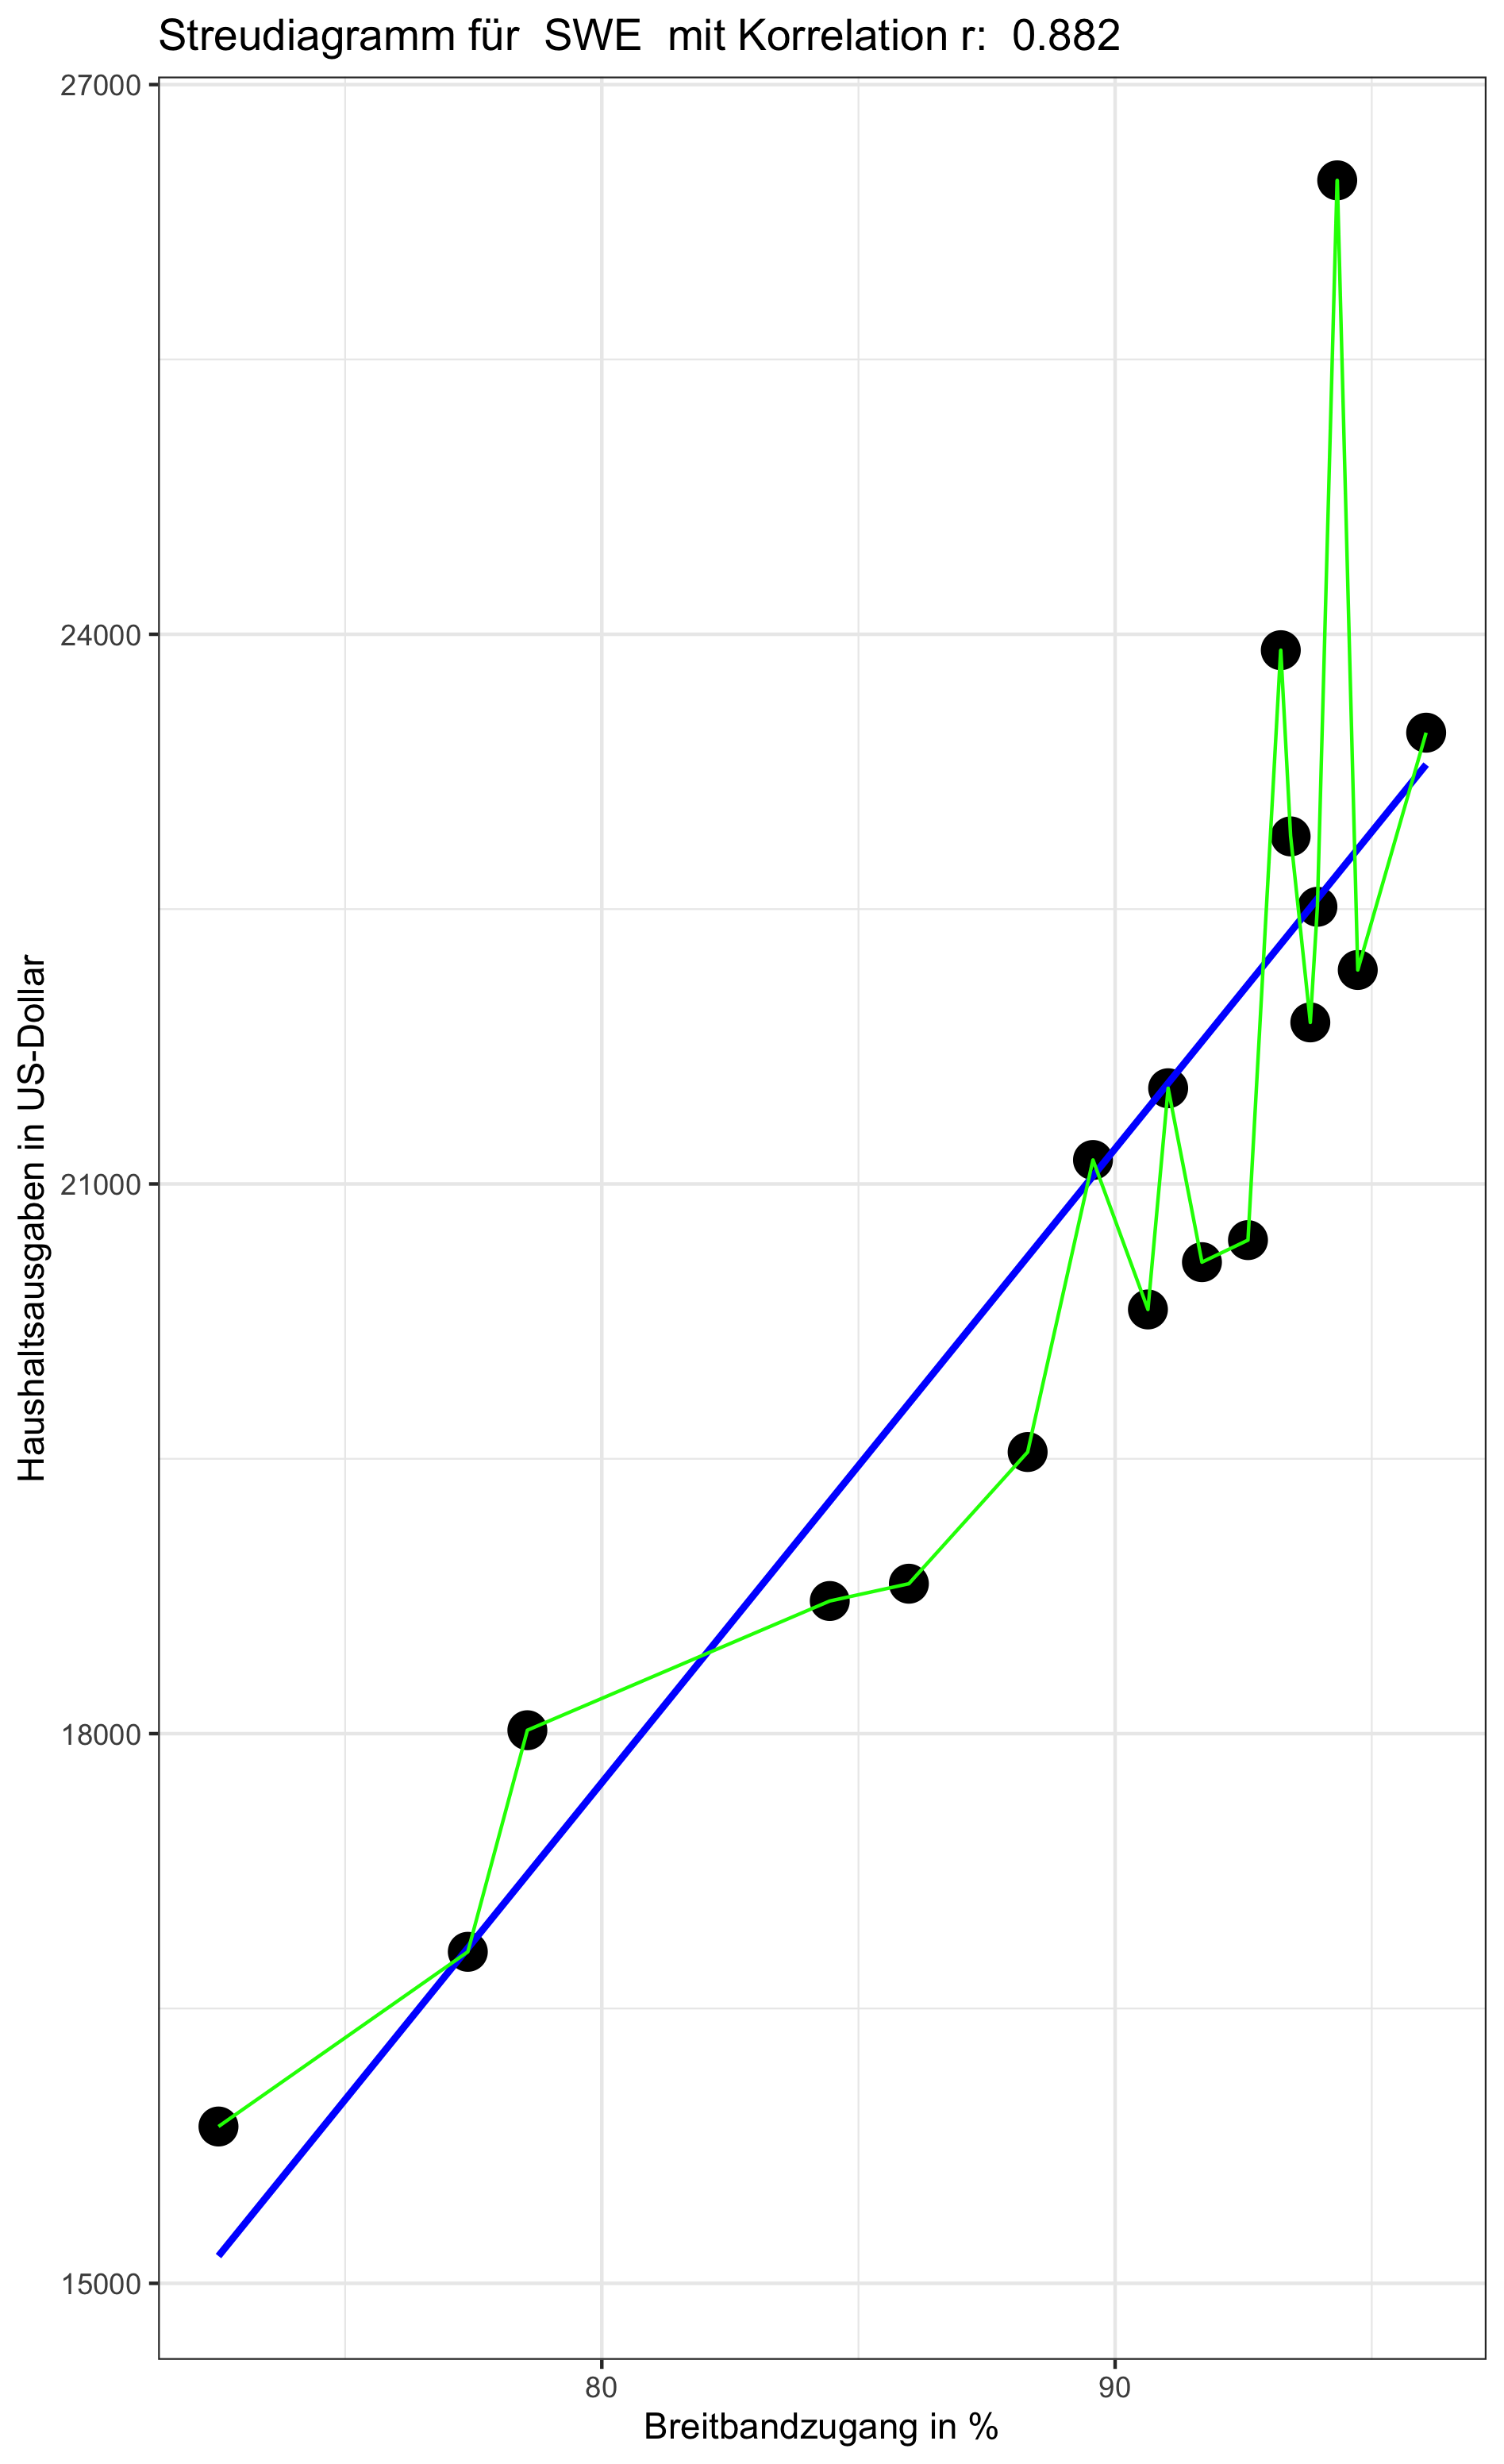 Streudiagramm für  SWE  mit Korrelation r:  0.882
27000
24000
21000
18000
15000
Haushaltsausgaben in US-Dollar
80
90
Breitbandzugang in %